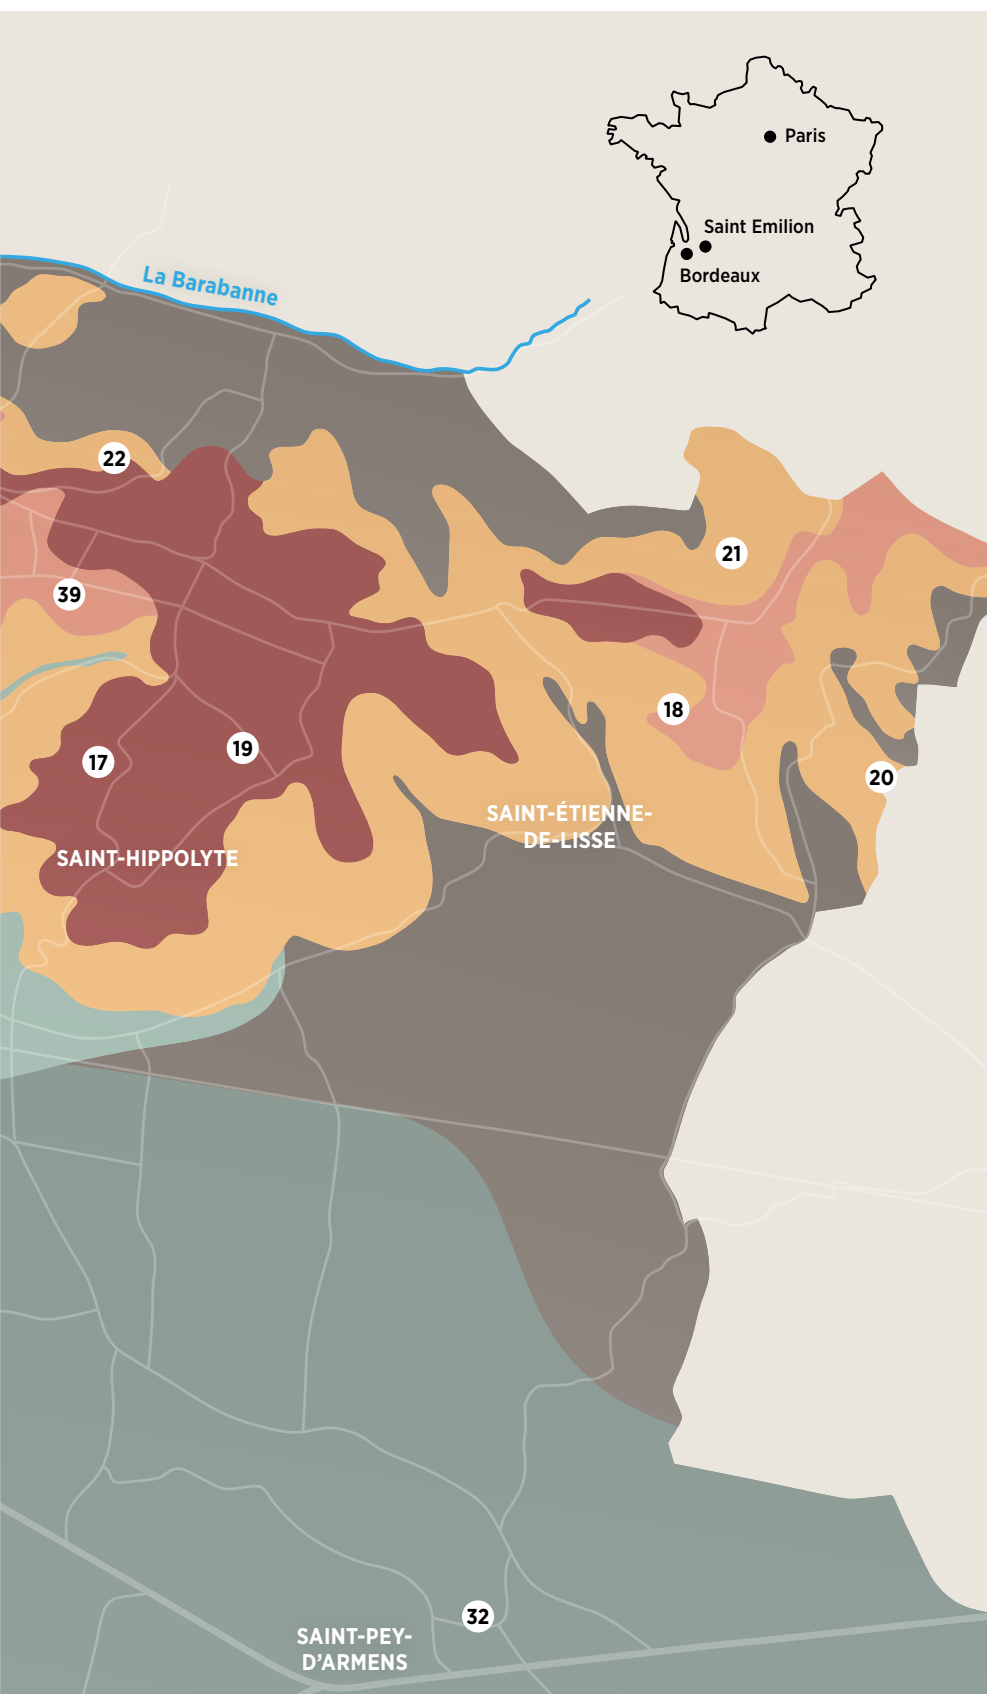 Paris
Saint Emilion
Bordeaux
La Barabanne
22
21
39
18
19
17
20
SAINT-ÉTIENNE-
DE-LISSE
SAINT-HIPPOLYTE
32
SAINT-PEY-
D’ARMENS